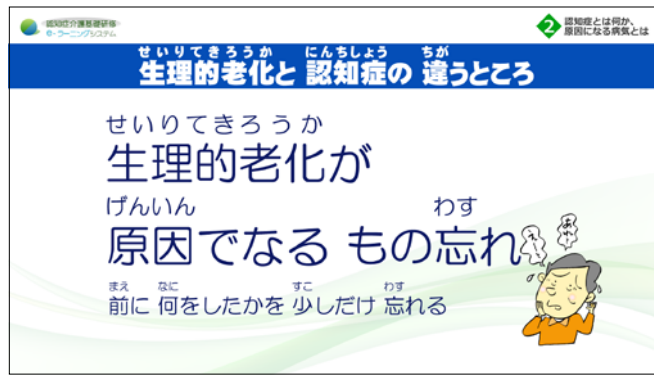 認知症介護基礎研修
e-ラーニングシステム
2 認知症とは何か、
原因になる病気とは
せいりてきろうか にんちしょう ちが
生理的老化と 認知症の 違うところ
せいりてきろうか
生理的老化が
げんいん わす
原因でなる もの忘れ
まえ なに すこ わす
前に 何をしたかを 少しだけ 忘れる